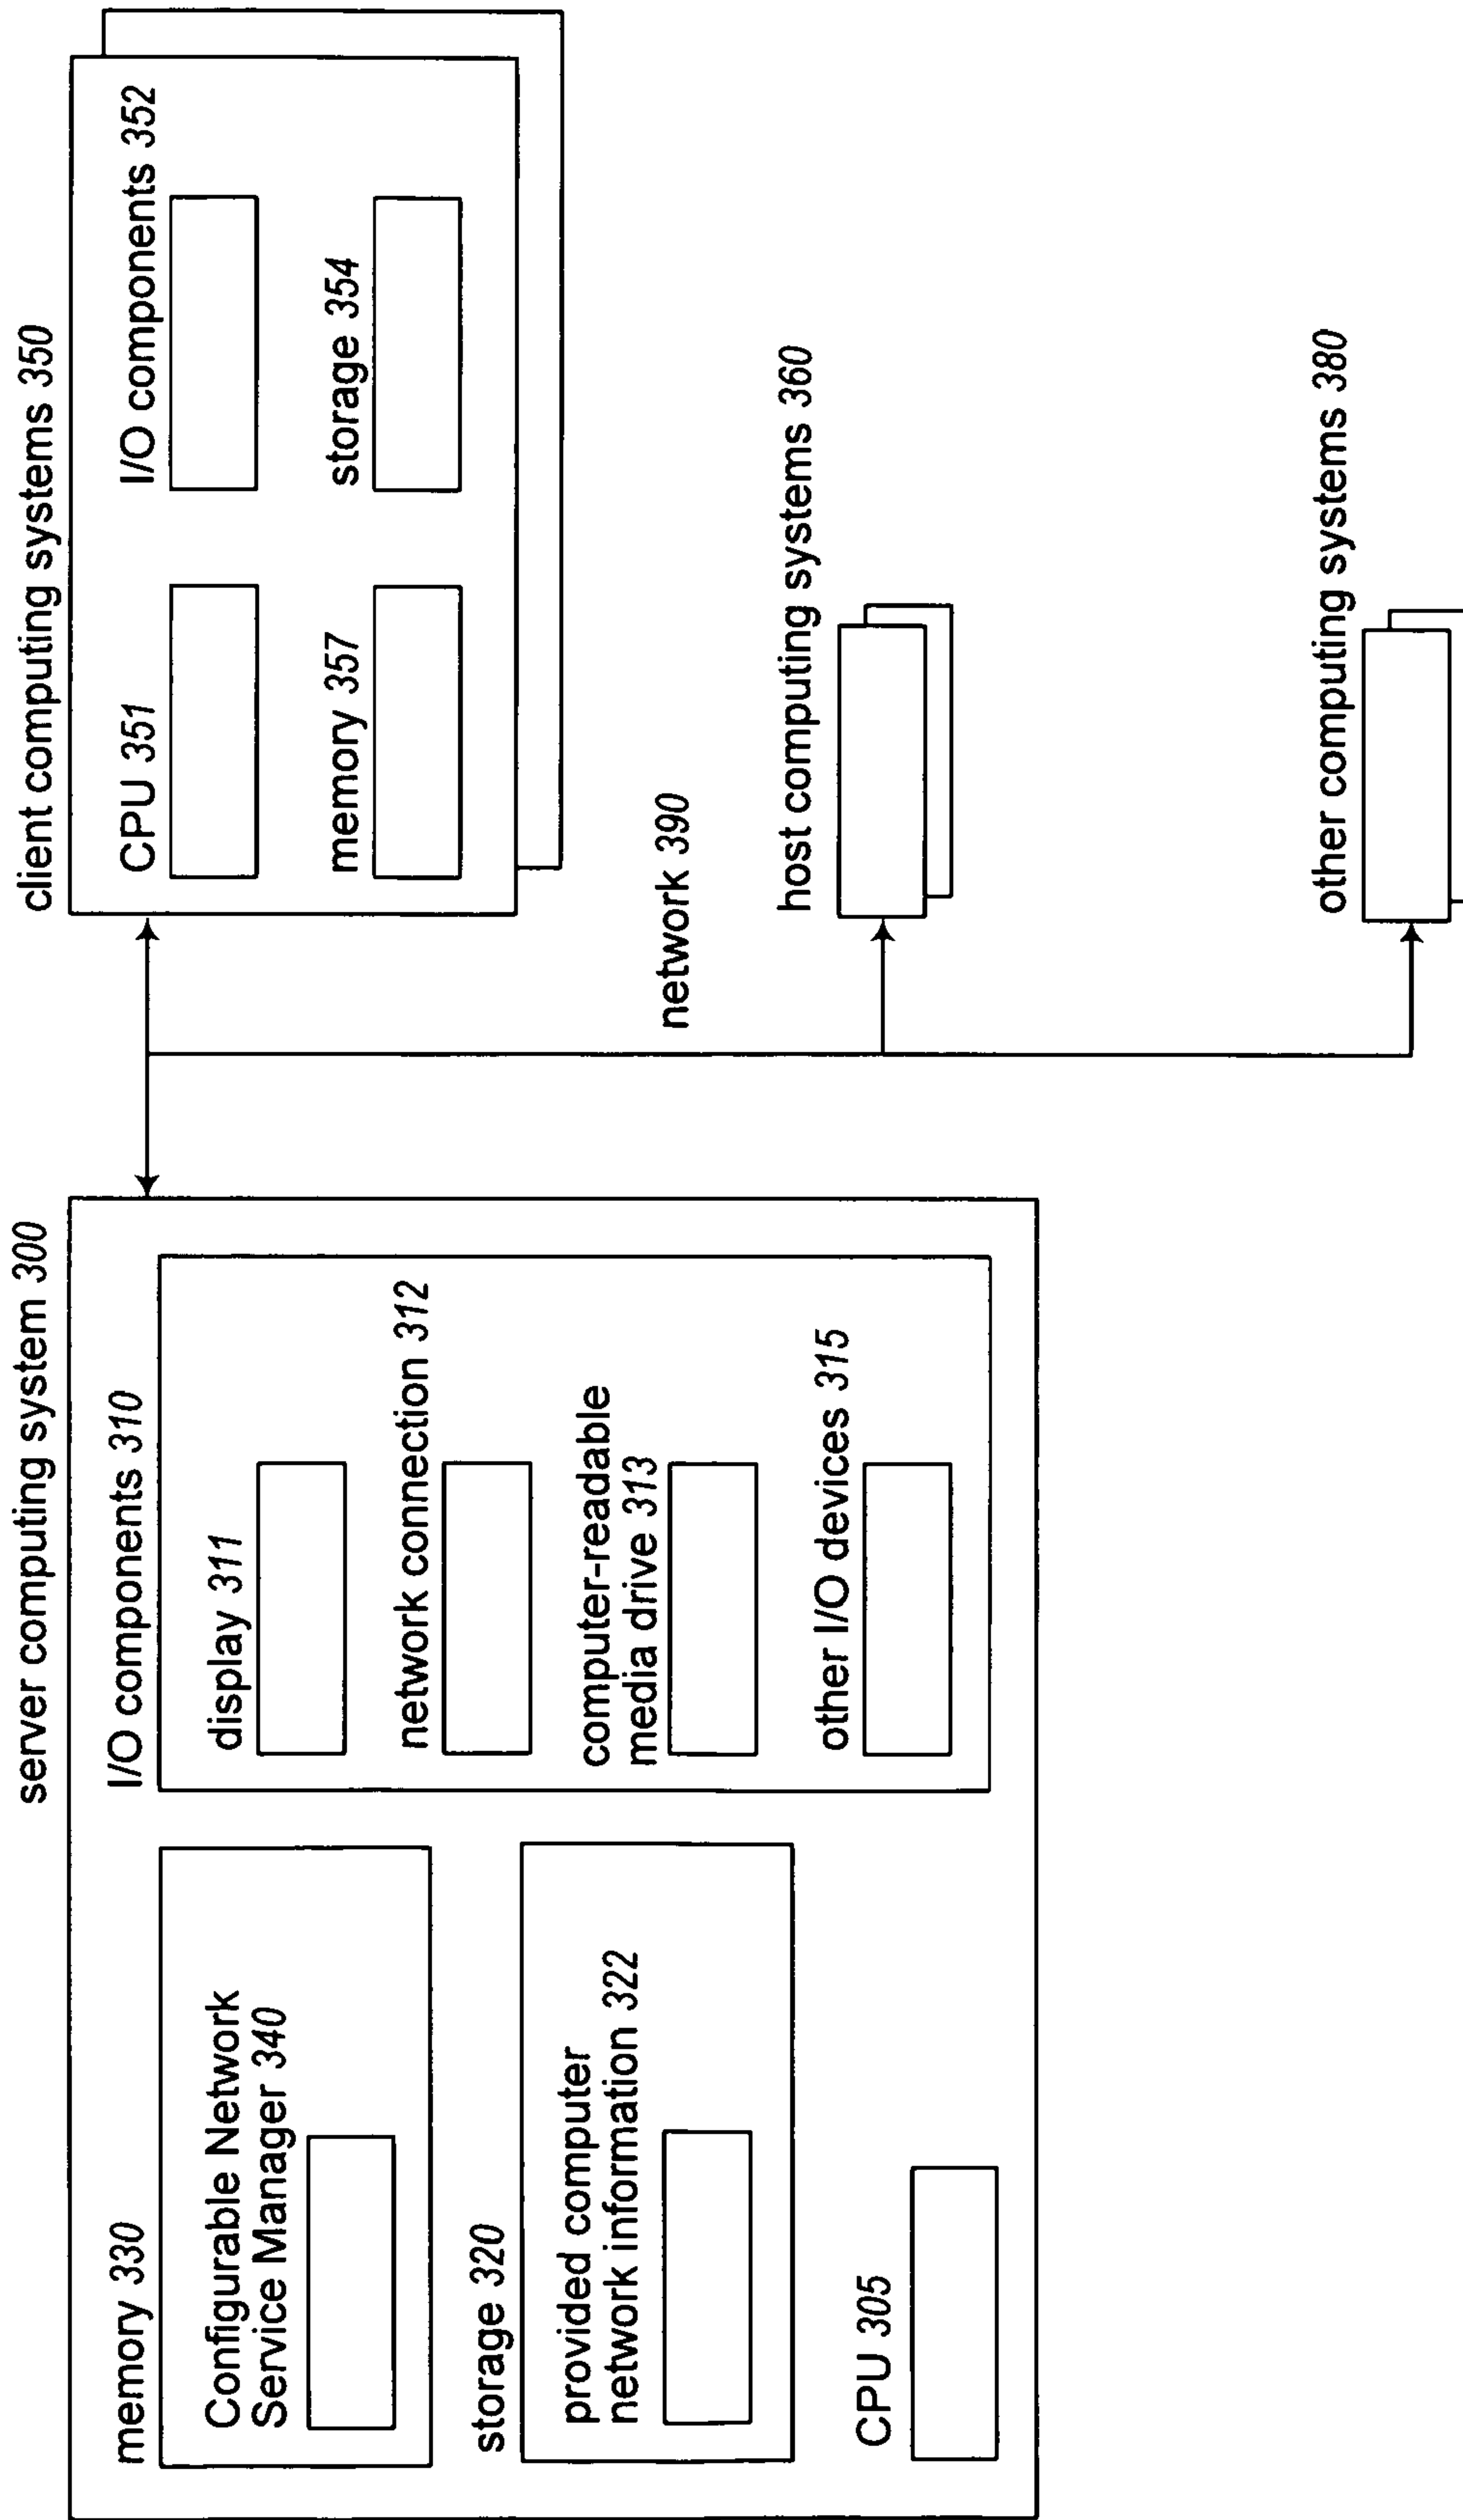 server computing system 300
memory 330
Configurable Network
Service Manager 340
storage 320
provided computer
network information 322
CPU 305
I/O components 310
display 311
network connection 312
computer-readable
media drive 313
other I/O devices 315
client computing systems 350
CPU 351
I/O components 352
memory 357
storage 354
network 390
host computing systems 360
other computing systems 380